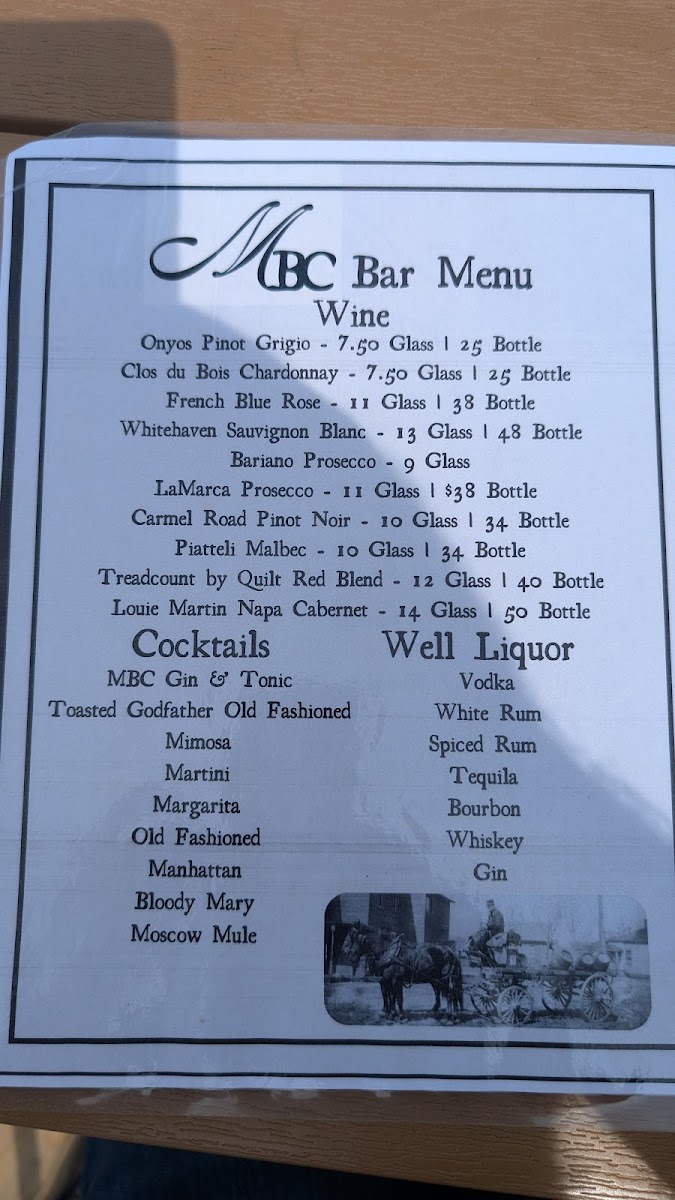 MBC Bar Menu
Wine
Onyos Pinot Grigio - 7.50 Glass | 25 Bottle
Clos du Bois Chardonnay - 7.50 Glass | 25 Bottle
French Blue Rose - 11 Glass | 38 Bottle
Whitehaven Sauvignon Blanc - 13 Glass | 48 Bottle
Bariano Prosecco - 9 Glass
LaMarca Prosecco - 11 Glass | $38 Bottle
Carmel Road Pinot Noir - 10 Glass | 34 Bottle
Piatteli Malbec - 10 Glass | 34 Bottle
Treadcount by Quilt Red Blend - 12 Glass | 40 Bottle
Louie Martin Napa Cabernet - 14 Glass | 50 Bottle
Cocktails
MBC Gin & Tonic
Toasted Godfather Old Fashioned
Mimosa
Martini
Margarita
Old Fashioned
Manhattan
Bloody Mary
Moscow Mule
Well Liquor
Vodka
White Rum
Spiced Rum
Tequila
Bourbon
Whiskey
Gin